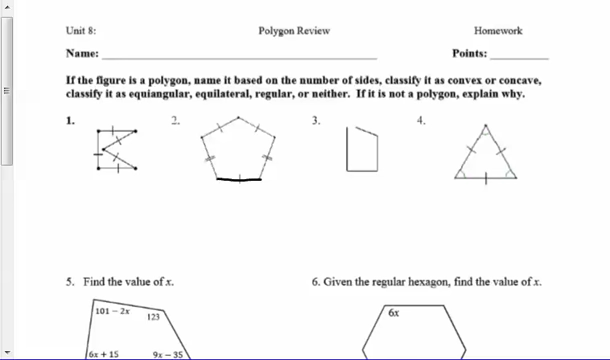 Unit 8: Polygon Review Homework
Name: Points:
If the figure is a polygon, name it based on the number of sides, classify it as convex or concave,
classify it as equiangular, equilateral, regular, or neither. If it is not a polygon, explain why.
1. 2. 3. 4.
5. Find the value of x. 6. Given the regular hexagon, find the value of x.
101 − 2x 123 6x
6x + 15 9x − 35